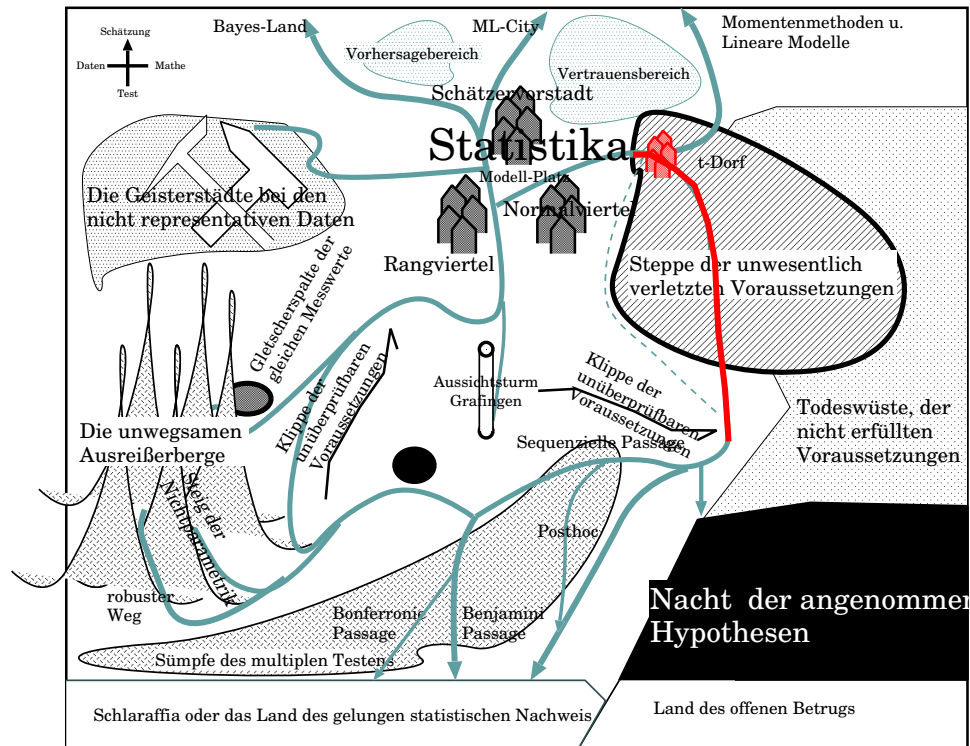 Bayes-Land
ML-City
Momentenmethoden u.
Lineare Modelle
Schätzung
Daten
Mathe
Test
Vorhersagebereich
Vertrauensbereich
Schätzervorstadt
Statistika
t-Dorf
Modell-Platz
Die Geisterstädte bei den
nicht representativen Daten
Normalviertel
Rangviertel
Steppe der unwesentlich
verletzten Voraussetzungen
Gletscherspalte der
gleichen Messwerte
Klippe der
unüberprüfbaren
Voraussetzungen
Aussichtsturm
Grafingen
Klippe der
unüberprüfbaren
Voraussetzungen
Todeswüste, der
nicht erfüllten
Voraussetzungen
Die unwegsamen
Ausreißerberge
Sequenzielle Passage
Steig der
Nichtparametrik
Posthoc
robuster
Weg
Bonferronie
Passage
Benjamini
Passage
Nacht der angenommer
Hypothesen
Sümpfe des multiplen Testens
Schlaraffia oder das Land des gelungen statistischen Nachweis
Land des offenen Betrugs